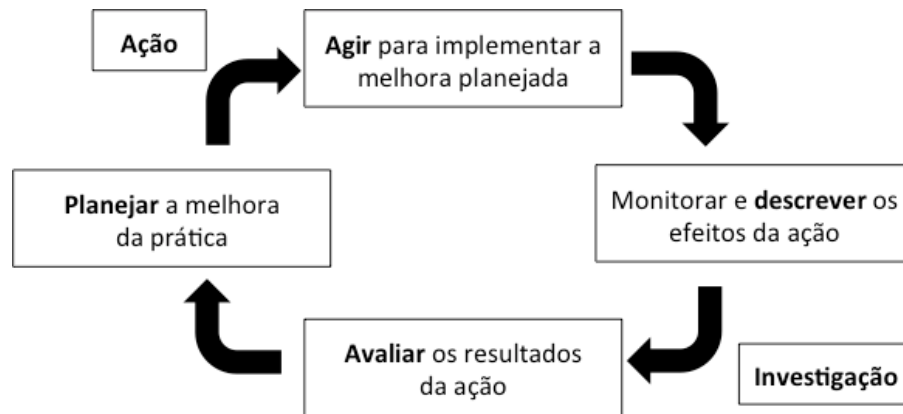 Ação
Agir para implementar a
melhora planejada
Planejar a melhora
da prática
Monitorar e descrever os
efeitos da ação
Avaliar os resultados
da ação
Investigação